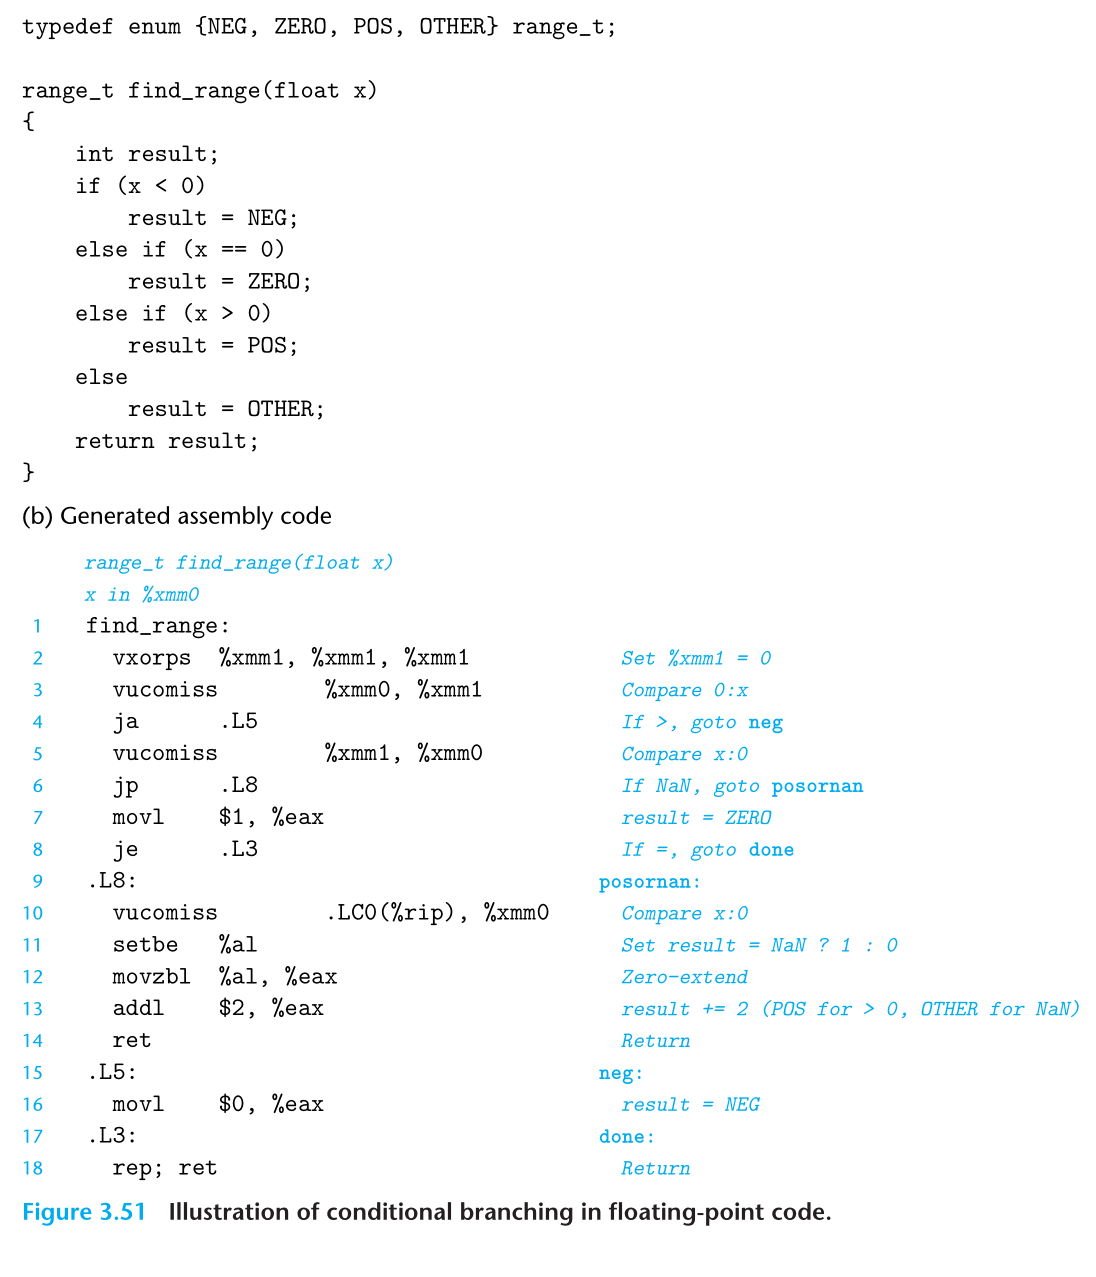 typedef enum {NEG, ZERO, POS, OTHER} range_t;
range_t find_range(float x)
{
    int result;
    if (x < 0)
        result = NEG;
    else if (x == 0)
        result = ZERO;
    else if (x > 0)
        result = POS;
    else
        result = OTHER;
    return result;
}
(b) Generated assembly code
range_t find_range(float x)
x in %xmm0
1 find_range:
2 vxorps %xmm1, %xmm1, %xmm1 Set %xmm1 = 0
3 vucomiss %xmm0, %xmm1 Compare 0:x
4 ja .L5 If >, goto neg
5 vucomiss %xmm1, %xmm0 Compare x:0
6 jp .L8 If NaN, goto posornan
7 movl $1, %eax result = ZERO
8 je .L3 If =, goto done
9 .L8: posornan:
10 vucomiss .LC0(%rip), %xmm0 Compare x:0
11 setbe %al Set result = NaN ? 1 : 0
12 movzbl %al, %eax Zero-extend
13 addl $2, %eax result += 2 (POS for > 0, OTHER for NaN)
14 ret Return
15 .L5: neg:
16 movl $0, %eax result = NEG
17 .L3: done:
18 rep; ret Return
Figure 3.51 Illustration of conditional branching in floating-point code.